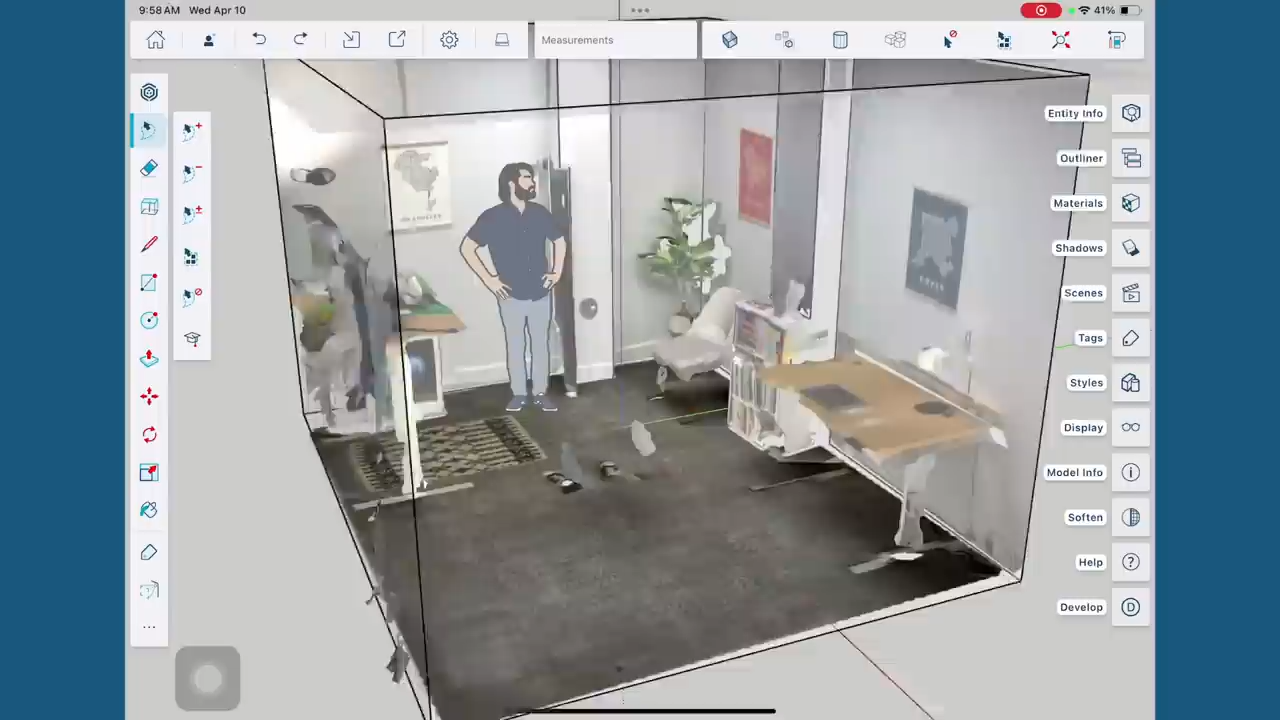 9:58 AM Wed Apr 10
41%
Measurements
Entity Info
Outliner
Materials
Shadows
Scenes
Tags
Styles
Display
Model Info
Soften
Help
Develop